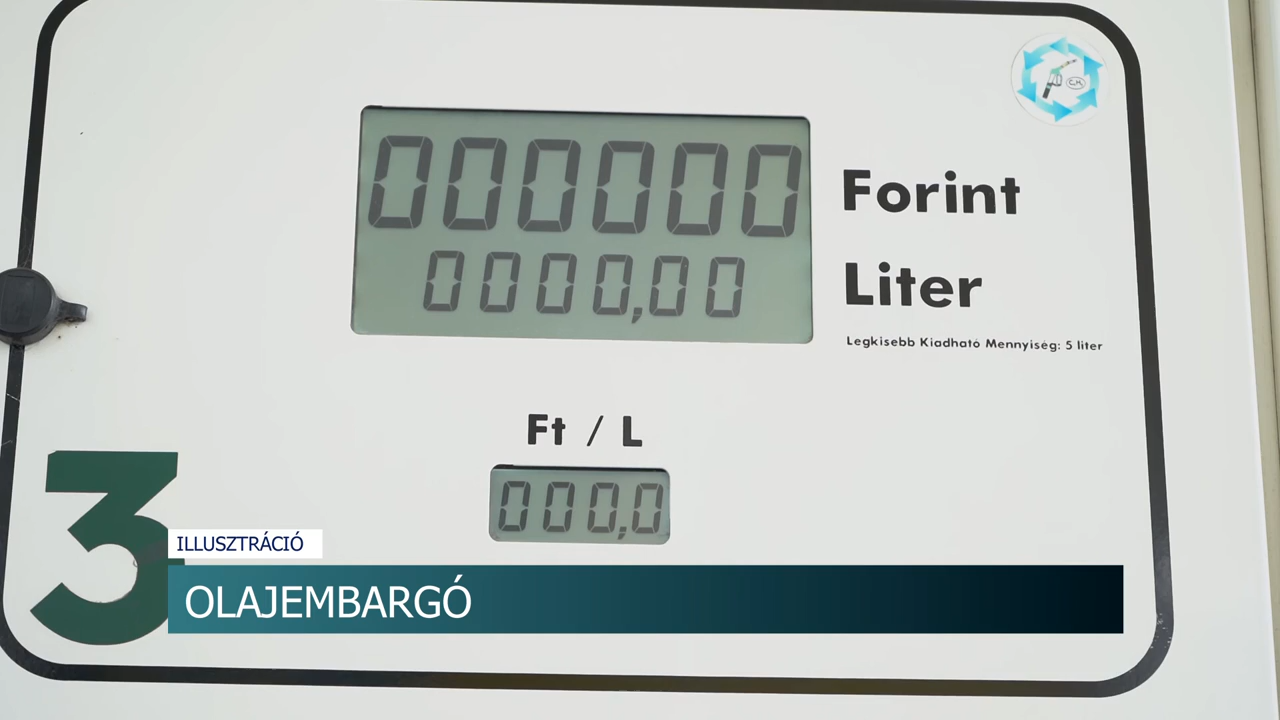 000000 Forint
0000,00 Liter
Legkisebb Kiadható Mennyiség: 5 liter
Ft / L
000,0
3
ILLUSZTRÁCIÓ
OLAJEMBARGÓ